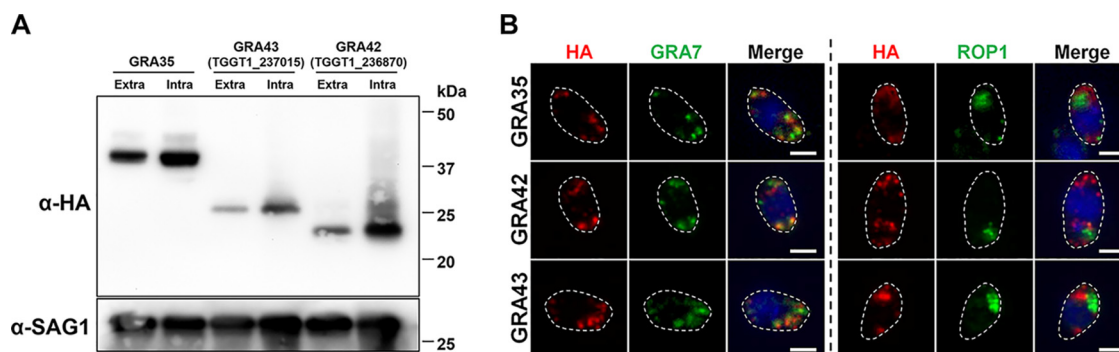 A
GRA35
GRA43
(TGGT1_237015)
GRA42
(TGGT1_236870)
Extra Intra Extra Intra Extra Intra
kDa
50
37
25
20
α-HA
α-SAG1
25
B
HA GRA7 Merge HA ROP1 Merge
GRA35
GRA42
GRA43